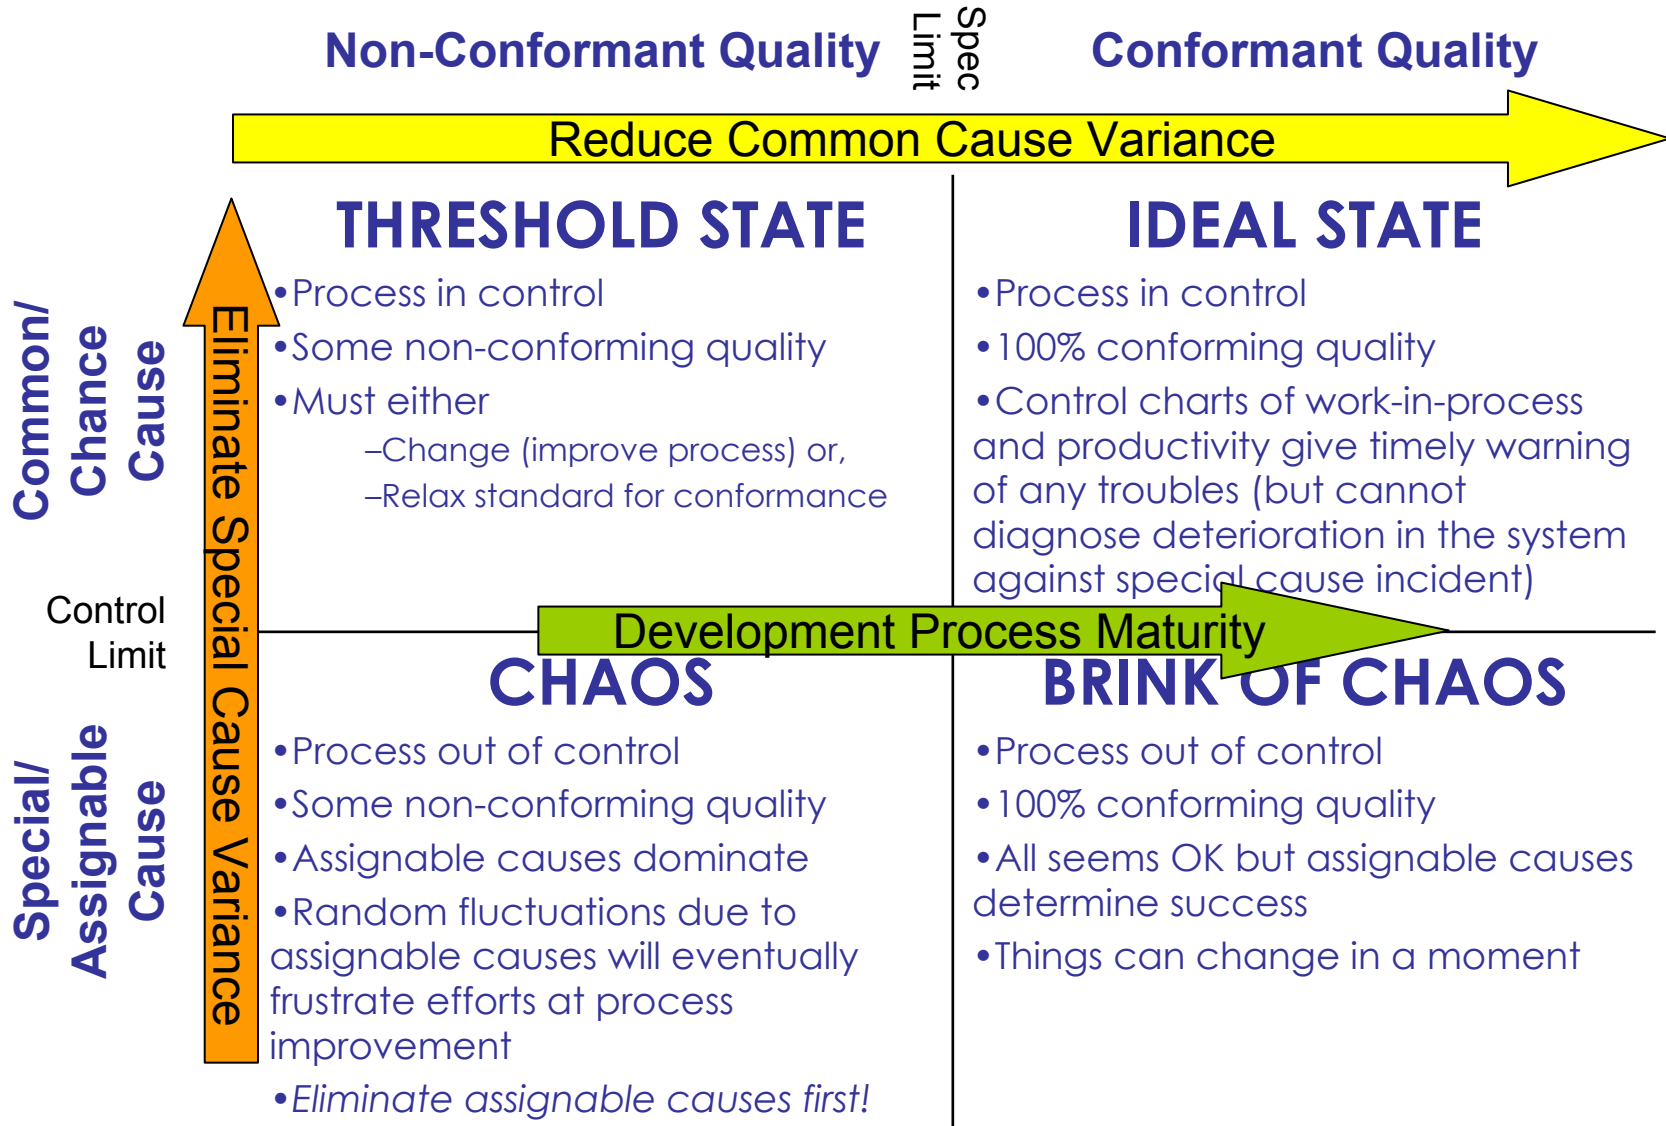 Non-Conformant Quality
Spec
Limit
Conformant Quality
Reduce Common Cause Variance
Common/
Chance
Cause
Control
Limit
Special/
Assignable
Cause
Eliminate Special Cause Variance
THRESHOLD STATE
•Process in control
•Some non-conforming quality
•Must either
–Change (improve process) or,
–Relax standard for conformance
IDEAL STATE
•Process in control
•100% conforming quality
•Control charts of work-in-process
and productivity give timely warning
of any troubles (but cannot
diagnose deterioration in the system
against special cause incident)
Development Process Maturity
CHAOS
•Process out of control
•Some non-conforming quality
•Assignable causes dominate
•Random fluctuations due to
assignable causes will eventually
frustrate efforts at process
improvement
•Eliminate assignable causes first!
BRINK OF CHAOS
•Process out of control
•100% conforming quality
•All seems OK but assignable causes
determine success
•Things can change in a moment